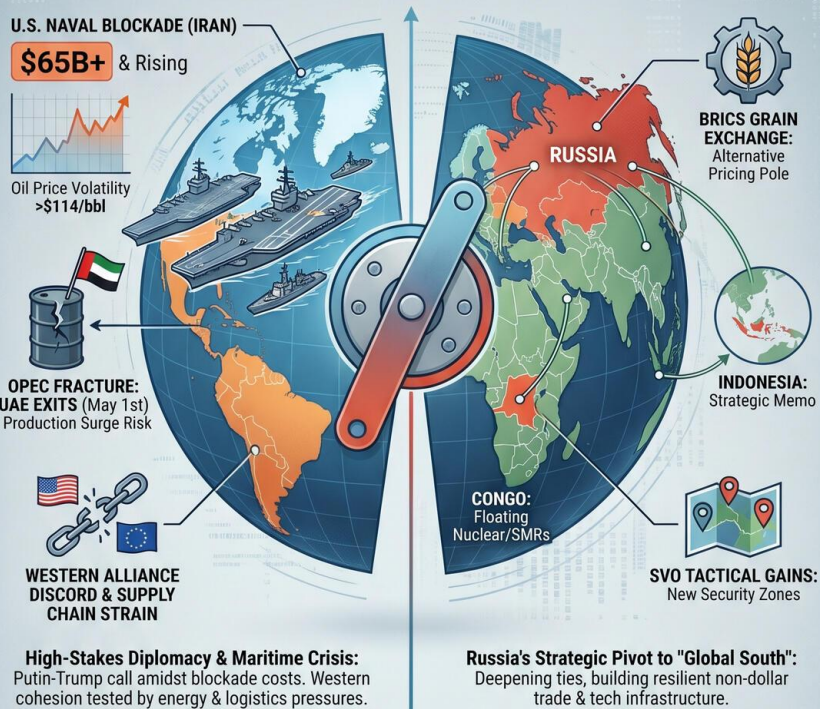 U.S. NAVAL BLOCKADE (IRAN)
$65B+ & Rising
Oil Price Volatility
>$114/bbl
OPEC FRACTURE:
UAE EXITS (May 1st)
Production Surge Risk
WESTERN ALLIANCE
DISCORD & SUPPLY
CHAIN STRAIN
High-Stakes Diplomacy & Maritime Crisis:
Putin-Trump call amidst blockade costs. Western
cohesion tested by energy & logistics pressures.
RUSSIA
BRICS GRAIN
EXCHANGE:
Alternative
Pricing Pole
INDONESIA:
Strategic Memo
CONGO:
Floating
Nuclear/SMRs
SVO TACTICAL GAINS:
New Security Zones
Russia's Strategic Pivot to "Global South":
Deepening ties, building resilient non-dollar
trade & tech infrastructure.